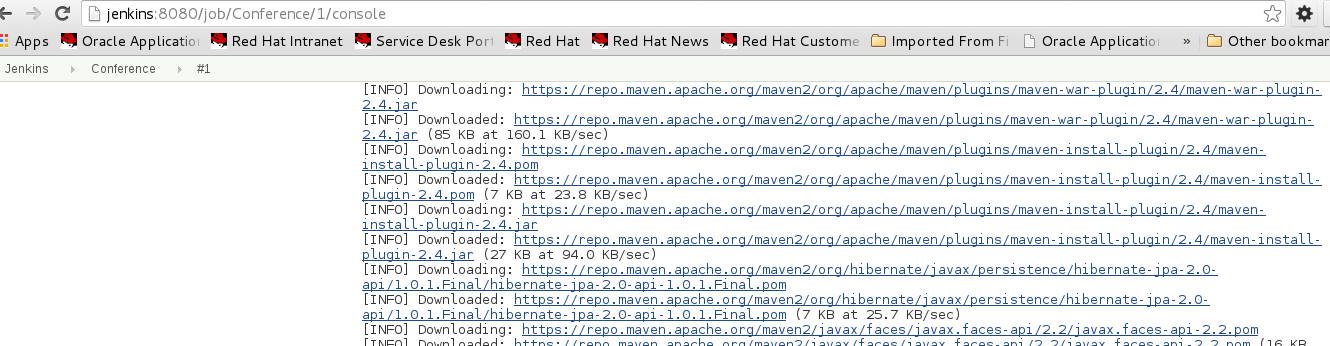 jenkins:8080/job/Conference/1/console
Apps Oracle Application Red Hat Intranet Service Desk Port Red Hat Red Hat News Red Hat Custome Imported From Fi Oracle Applicatio » Other bookmar
Jenkins Conference #1
[INFO] Downloading: https://repo.maven.apache.org/maven2/org/apache/maven/plugins/maven-war-plugin/2.4/maven-war-plugin-
2.4.jar
[INFO] Downloaded: https://repo.maven.apache.org/maven2/org/apache/maven/plugins/maven-war-plugin/2.4/maven-war-plugin-
2.4.jar (85 KB at 160.1 KB/sec)
[INFO] Downloading: https://repo.maven.apache.org/maven2/org/apache/maven/plugins/maven-install-plugin/2.4/maven-
install-plugin-2.4.pom
[INFO] Downloaded: https://repo.maven.apache.org/maven2/org/apache/maven/plugins/maven-install-plugin/2.4/maven-install-
plugin-2.4.pom (7 KB at 23.8 KB/sec)
[INFO] Downloading: https://repo.maven.apache.org/maven2/org/apache/maven/plugins/maven-install-plugin/2.4/maven-
install-plugin-2.4.jar
[INFO] Downloaded: https://repo.maven.apache.org/maven2/org/apache/maven/plugins/maven-install-plugin/2.4/maven-install-
plugin-2.4.jar (27 KB at 94.0 KB/sec)
[INFO] Downloading: https://repo.maven.apache.org/maven2/org/hibernate/javax/persistence/hibernate-jpa-2.0-
api/1.0.1.Final/hibernate-jpa-2.0-api-1.0.1.Final.pom
[INFO] Downloaded: https://repo.maven.apache.org/maven2/org/hibernate/javax/persistence/hibernate-jpa-2.0-
api/1.0.1.Final/hibernate-jpa-2.0-api-1.0.1.Final.pom (7 KB at 25.7 KB/sec)
[INFO] Downloading: https://repo.maven.apache.org/maven2/javax/faces/javax.faces-api/2.2/javax.faces-api-2.2.pom
[INFO] Downloaded: https://repo.maven.apache.org/maven2/javax/faces/javax.faces-api/2.2/javax.faces-api-2.2.pom (16 KB